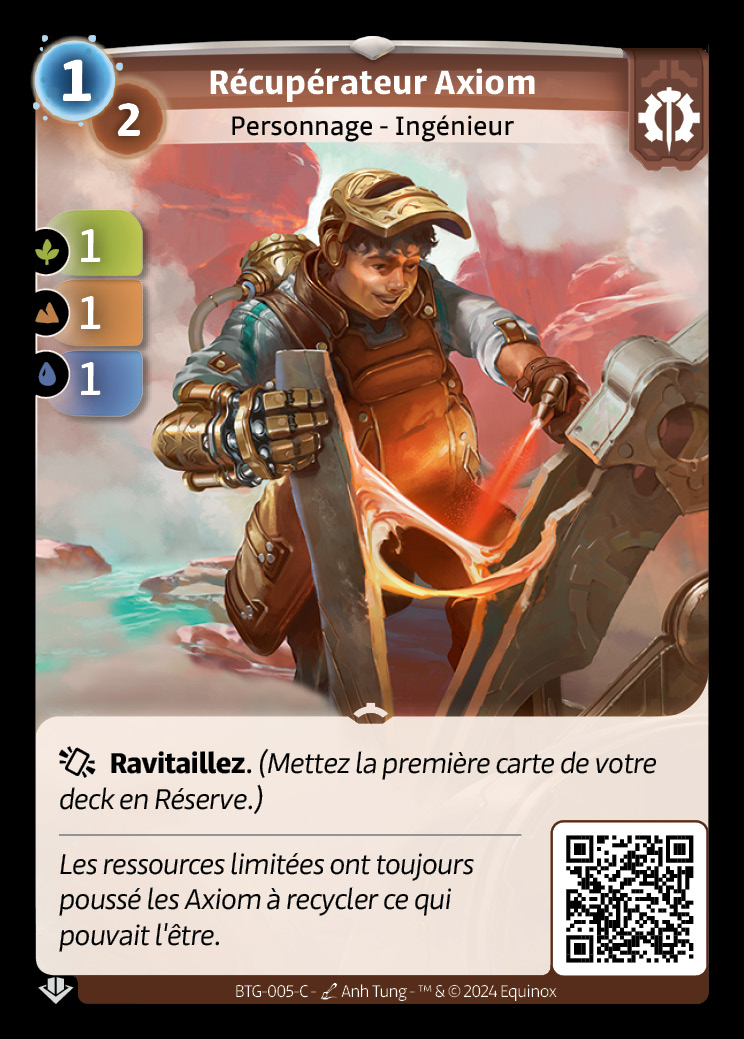 1
Récupérateur Axiom
2
Personnage - Ingénieur
1
1
1
Ravitaillez. (Mettez la première carte de votre
deck en Réserve.)
Les ressources limitées ont toujours
poussé les Axiom à recycler ce qui
pouvait l'être.
BTG-005-C - Anh Tung - ™ & © 2024 Equinox